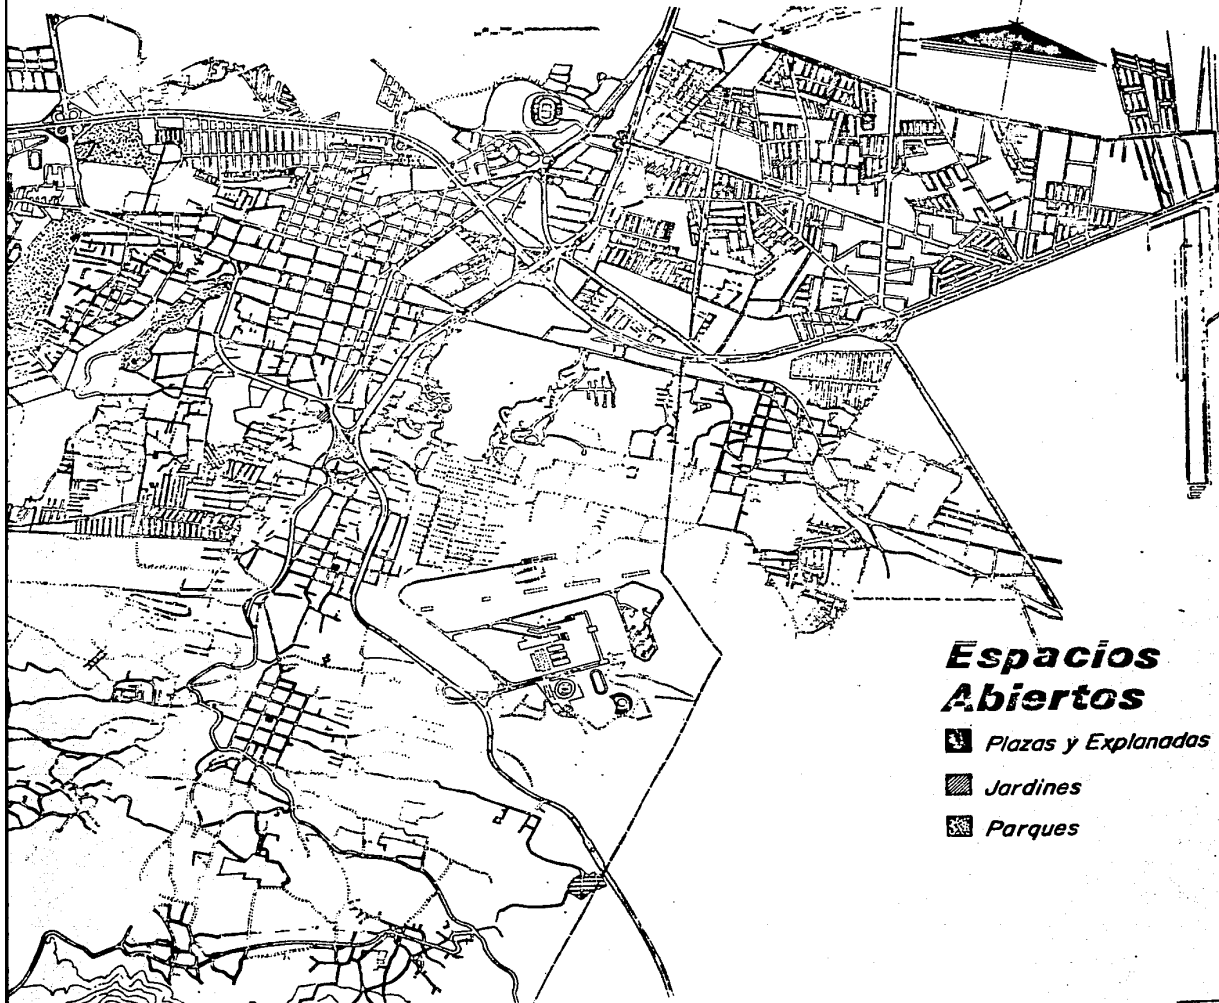 Espacios
Abiertos
Plazas y Explanadas
Jardines
Parques